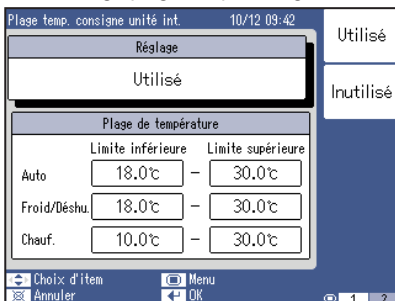 Plage temp. consigne unité int. 10/12 09:42
Réglage
Utilisé
Utilisé
Inutilisé
Plage de température
Limite inférieure Limite supérieure
Auto 18.0℃ – 30.0℃
Froid/Déshu. 18.0℃ – 30.0℃
Chauf. 10.0℃ – 30.0℃
Choix d'item Menu
Annuler OK
1 2